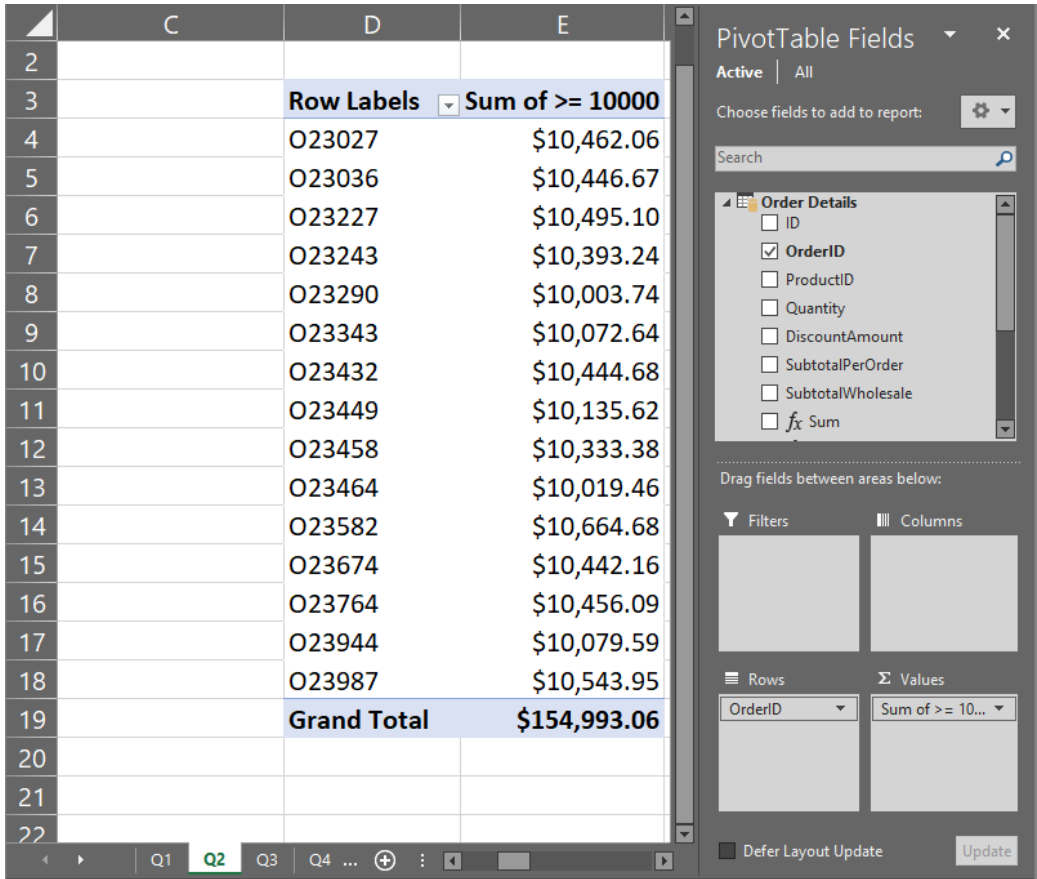 C D E
2
3 Row Labels Sum of >= 10000
4 O23027 $10,462.06
5 O23036 $10,446.67
6 O23227 $10,495.10
7 O23243 $10,393.24
8 O23290 $10,003.74
9 O23343 $10,072.64
10 O23432 $10,444.68
11 O23449 $10,135.62
12 O23458 $10,333.38
13 O23464 $10,019.46
14 O23582 $10,664.68
15 O23674 $10,442.16
16 O23764 $10,456.09
17 O23944 $10,079.59
18 O23987 $10,543.95
19 Grand Total $154,993.06
20
21
22
Q1 Q2 Q3 Q4 ...
PivotTable Fields
Active All
Choose fields to add to report:
Search
Order Details
ID
OrderID
ProductID
Quantity
DiscountAmount
SubtotalPerOrder
SubtotalWholesale
fx Sum
Drag fields between areas below:
Filters
Columns
Rows
OrderID
Σ Values
Sum of >= 10...
Defer Layout Update
Update